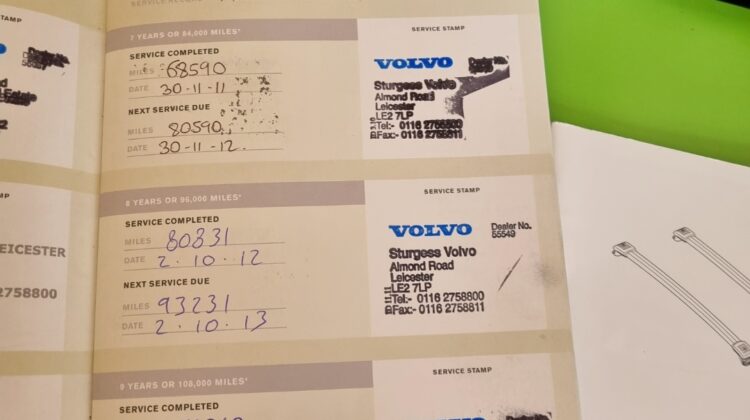 SERVICE STAMP
7 YEARS OR 84,000 MILES*
SERVICE COMPLETED
MILES 68590
DATE 30-11-11
NEXT SERVICE DUE
MILES 80590
DATE 30-11-12.
VOLVO
Dealer No.
Sturgess Volvo
Almond Road
Leicester
LE2 7LP
Tel:- 0116 2758800
Fax:- 0116 2758811
SERVICE STAMP
8 YEARS OR 96,000 MILES*
SERVICE COMPLETED
MILES 80831
DATE 2.10.12
NEXT SERVICE DUE
MILES 93231
DATE 2.10.13
VOLVO
Dealer No.
55549
Sturgess Volvo
Almond Road
Leicester
LE2 7LP
Tel:- 0116 2758800
Fax:- 0116 2758811
SERVICE STAMP
9 YEARS OR 108,000 MILES*
SERVICE COMPLETED
VOLVO
STAMP
EICESTER
2758800